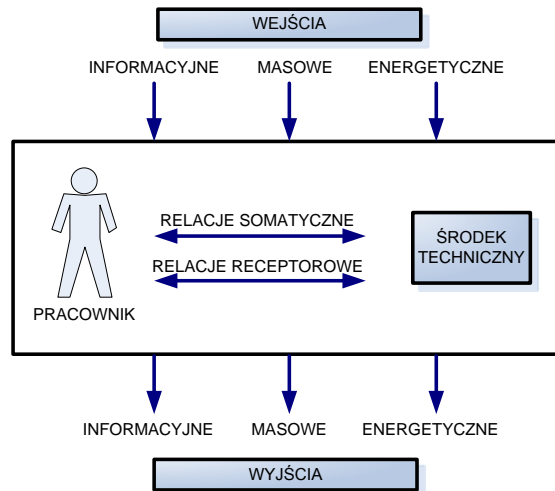 WEJŚCIA
INFORMACYJNE MASOWE ENERGETYCZNE
RELACJE SOMATYCZNE
RELACJE RECEPTOROWE
ŚRODEK
TECHNICZNY
PRACOWNIK
INFORMACYJNE MASOWE ENERGETYCZNE
WYJŚCIA